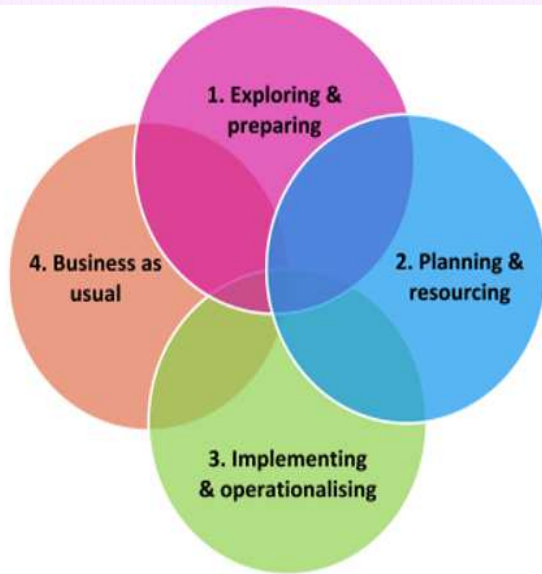 1. Exploring &
preparing
2. Planning &
resourcing
3. Implementing
& operationalising
4. Business as
usual